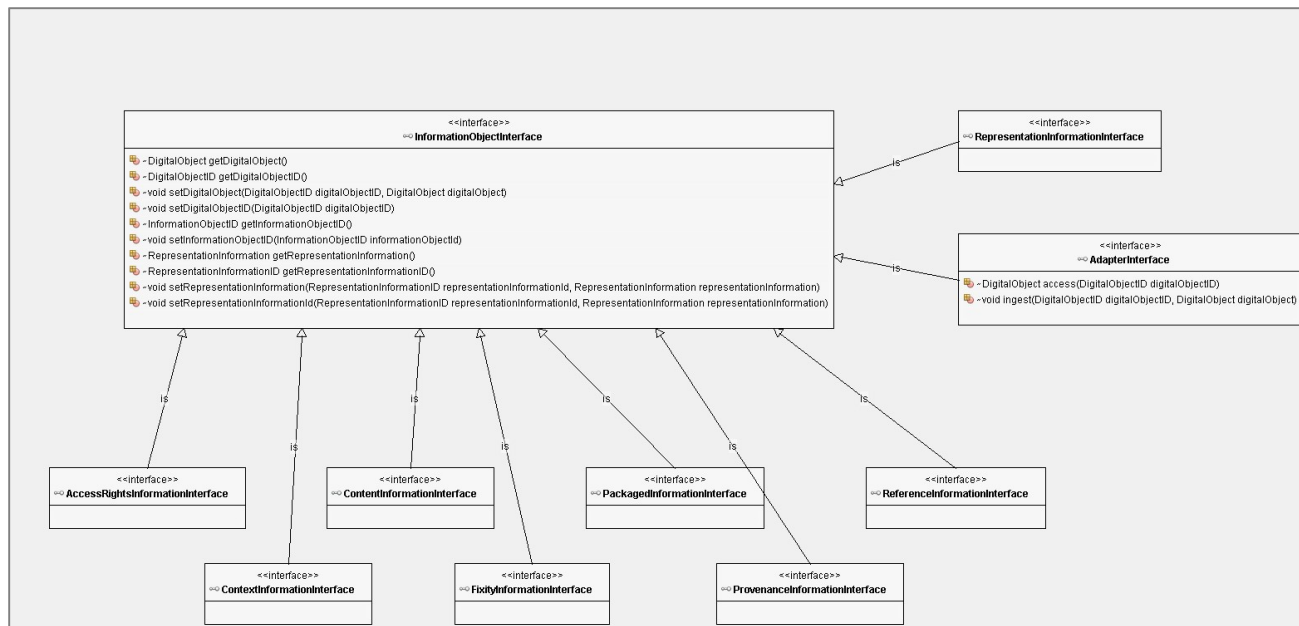 <<interface>>
InformationObjectInterface
~DigitalObject getDigitalObject()
~DigitalObjectID getDigitalObjectID()
~void setDigitalObject(DigitalObjectID digitalObjectID, DigitalObject digitalObject)
~void setDigitalObjectID(DigitalObjectID digitalObjectID)
~InformationObjectID getInformationObjectID()
~void setInformationObjectID(InformationObjectID informationObjectId)
~RepresentationInformation getRepresentationInformation()
~RepresentationInformationID getRepresentationInformationID()
~void setRepresentationInformation(RepresentationInformationID representationInformationId, RepresentationInformation representationInformation)
~void setRepresentationInformationId(RepresentationInformationID representationInformationId, RepresentationInformation representationInformation)
<<interface>>
RepresentationInformationInterface
is
<<interface>>
AdapterInterface
~DigitalObject access(DigitalObjectID digitalObjectID)
~void ingest(DigitalObjectID digitalObjectID, DigitalObject digitalObject)
is
is
is
is
is
is
is
is
<<interface>>
AccessRightsInformationInterface
<<interface>>
ContentInformationInterface
<<interface>>
PackagedInformationInterface
<<interface>>
ReferenceInformationInterface
<<interface>>
ContextInformationInterface
<<interface>>
FixityInformationInterface
<<interface>>
ProvenanceInformationInterface